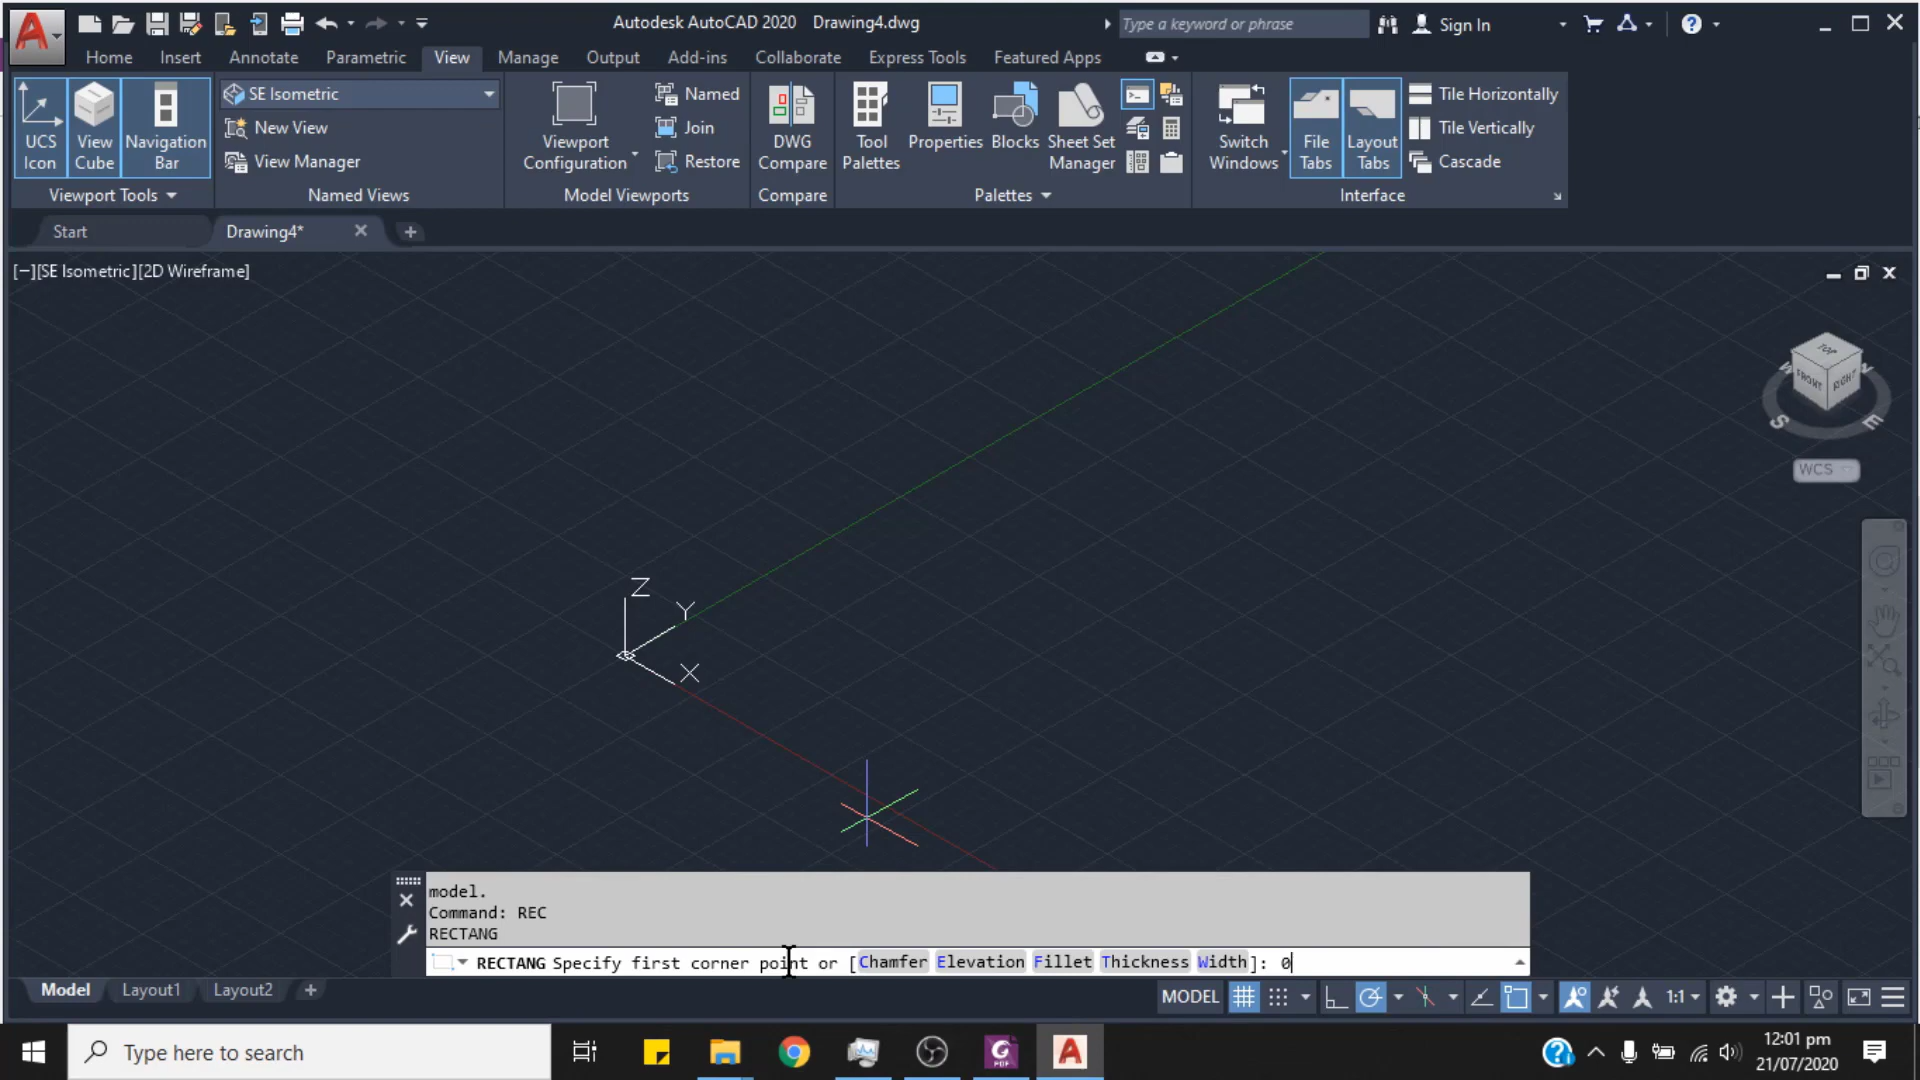 Autodesk AutoCAD 2020 Drawing4.dwg
Type a keyword or phrase
Sign In
Home Insert Annotate Parametric View Manage Output Add-ins Collaborate Express Tools Featured Apps
UCS Icon
View Cube
Navigation Bar
Viewport Tools
SE Isometric
New View
View Manager
Named Views
Viewport Configuration
Named
Join
Restore
Model Viewports
DWG Compare
Compare
Tool Palettes
Properties
Blocks
Sheet Set Manager
Palettes
Switch Windows
File Tabs
Layout Tabs
Tile Horizontally
Tile Vertically
Cascade
Interface
Start
Drawing4*
[−][SE Isometric][2D Wireframe]
TOP
FRONT
RIGHT
S
E
WCS
Z
Y
X
model.
Command: REC
RECTANG
RECTANG Specify first corner point or [Chamfer Elevation Fillet Thickness Width]: 0
Model Layout1 Layout2
MODEL
1:1
Type here to search
12:01 pm
21/07/2020